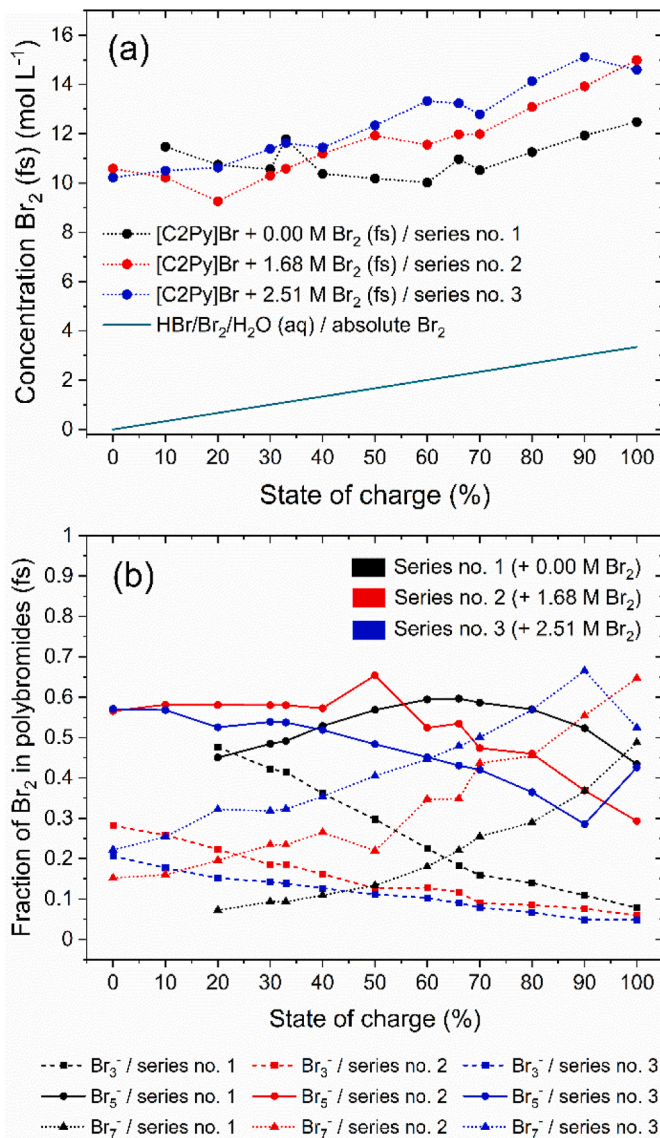 (a)
Concentration Br₂ (fs) (mol L⁻¹)
16
14
12
10
8
6
4
2
0
[C2Py]Br + 0.00 M Br₂ (fs) / series no. 1
[C2Py]Br + 1.68 M Br₂ (fs) / series no. 2
[C2Py]Br + 2.51 M Br₂ (fs) / series no. 3
HBr/Br₂/H₂O (aq) / absolute Br₂
0 10 20 30 40 50 60 70 80 90 100
State of charge (%)
(b)
Fraction of Br₂ in polybromides (fs)
1
0.9
0.8
0.7
0.6
0.5
0.4
0.3
0.2
0.1
0
Series no. 1 (+ 0.00 M Br₂)
Series no. 2 (+ 1.68 M Br₂)
Series no. 3 (+ 2.51 M Br₂)
0 10 20 30 40 50 60 70 80 90 100
State of charge (%)
Br₃⁻ / series no. 1 Br₃⁻ / series no. 2 Br₃⁻ / series no. 3
Br₅⁻ / series no. 1 Br₅⁻ / series no. 2 Br₅⁻ / series no. 3
Br₇⁻ / series no. 1 Br₇⁻ / series no. 2 Br₇⁻ / series no. 3